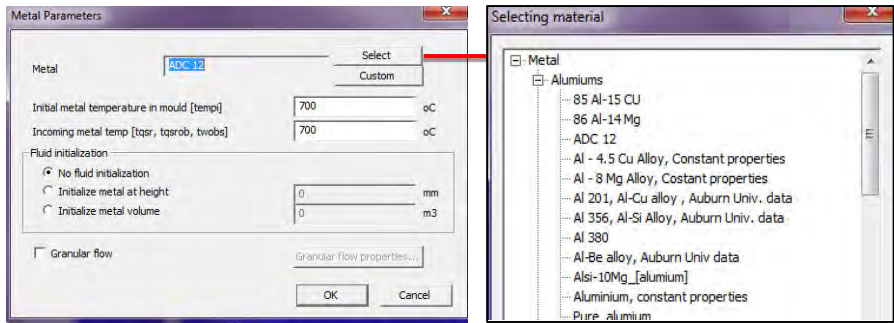 Metal Parameters
Metal
ADC 12
Select
Custom
Initial metal temperature in mould [tempi]
700
oC
Incoming metal temp [tqsr, tqsrob, twobs]
700
oC
Fluid initialization
No fluid initialization
Initialize metal at height
0
mm
Initialize metal volume
0
m3
Granular flow
Granular flow properties...
OK
Cancel
Selecting material
Metal
Alumiums
85 Al-15 CU
86 Al-14 Mg
ADC 12
Al - 4.5 Cu Alloy, Constant properties
Al - 8 Mg Alloy, Costant properties
Al 201, Al-Cu alloy , Auburn Univ. data
Al 356, Al-Si Alloy, Auburn Univ. data
Al 380
Al-Be alloy, Auburn Univ data
Alsi-10Mg_[alumium]
Aluminium, constant properties
Pure alumium